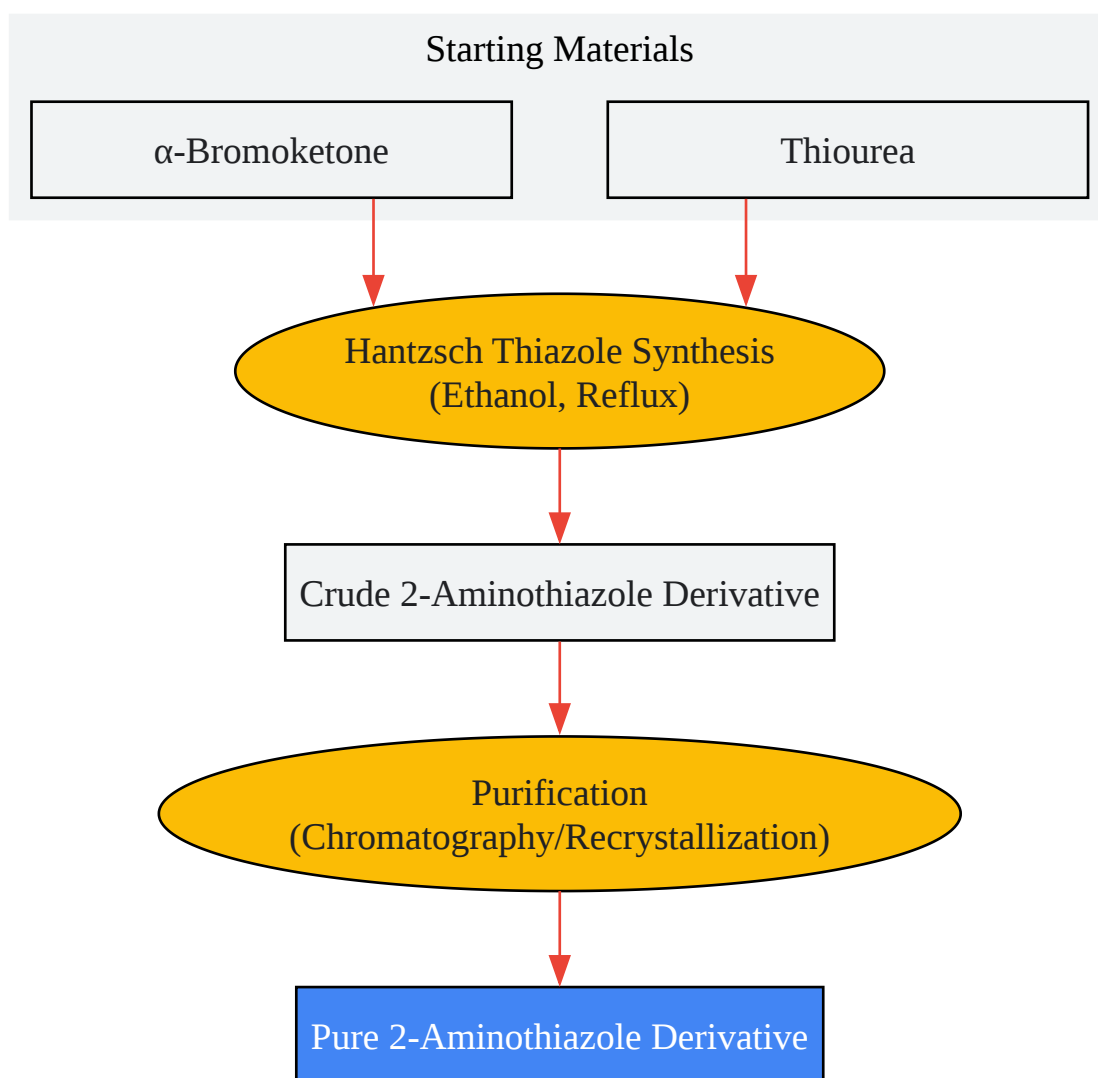 Starting Materials
α-Bromoketone
Thiourea
Hantzsch Thiazole Synthesis
(Ethanol, Reflux)
Crude 2-Aminothiazole Derivative
Purification
(Chromatography/Recrystallization)
Pure 2-Aminothiazole Derivative